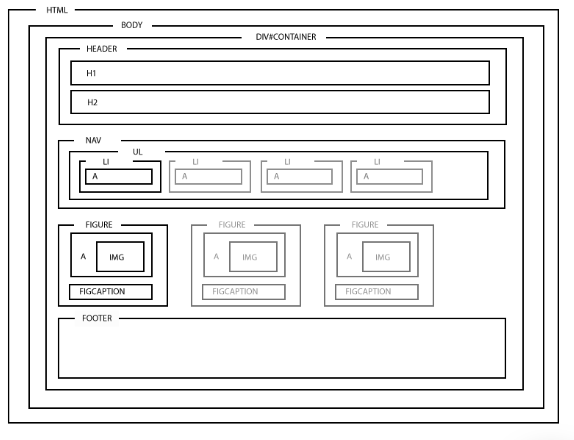 HTML
BODY
DIV#CONTAINER
HEADER
H1
H2
NAV
UL
LI LI LI LI
A A A A
FIGURE FIGURE FIGURE
A IMG A IMG A IMG
FIGCAPTION FIGCAPTION FIGCAPTION
FOOTER